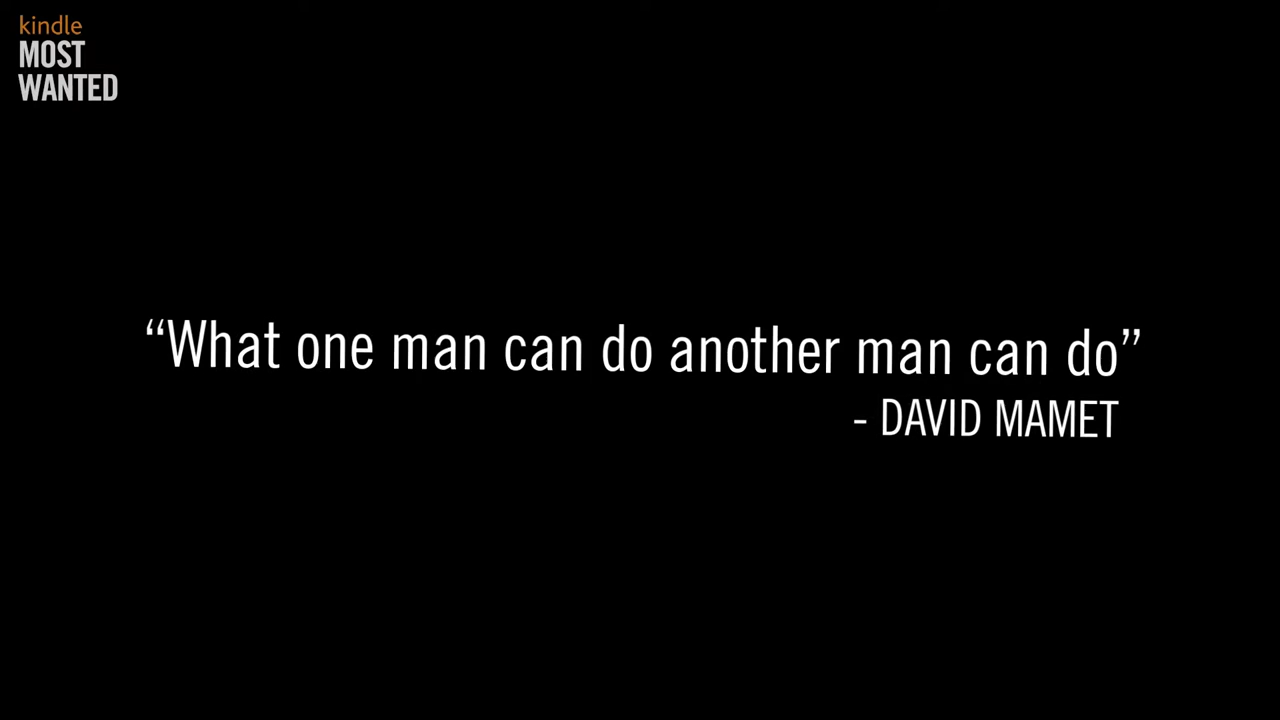 kindle
MOST
WANTED
“What one man can do another man can do”
- DAVID MAMET